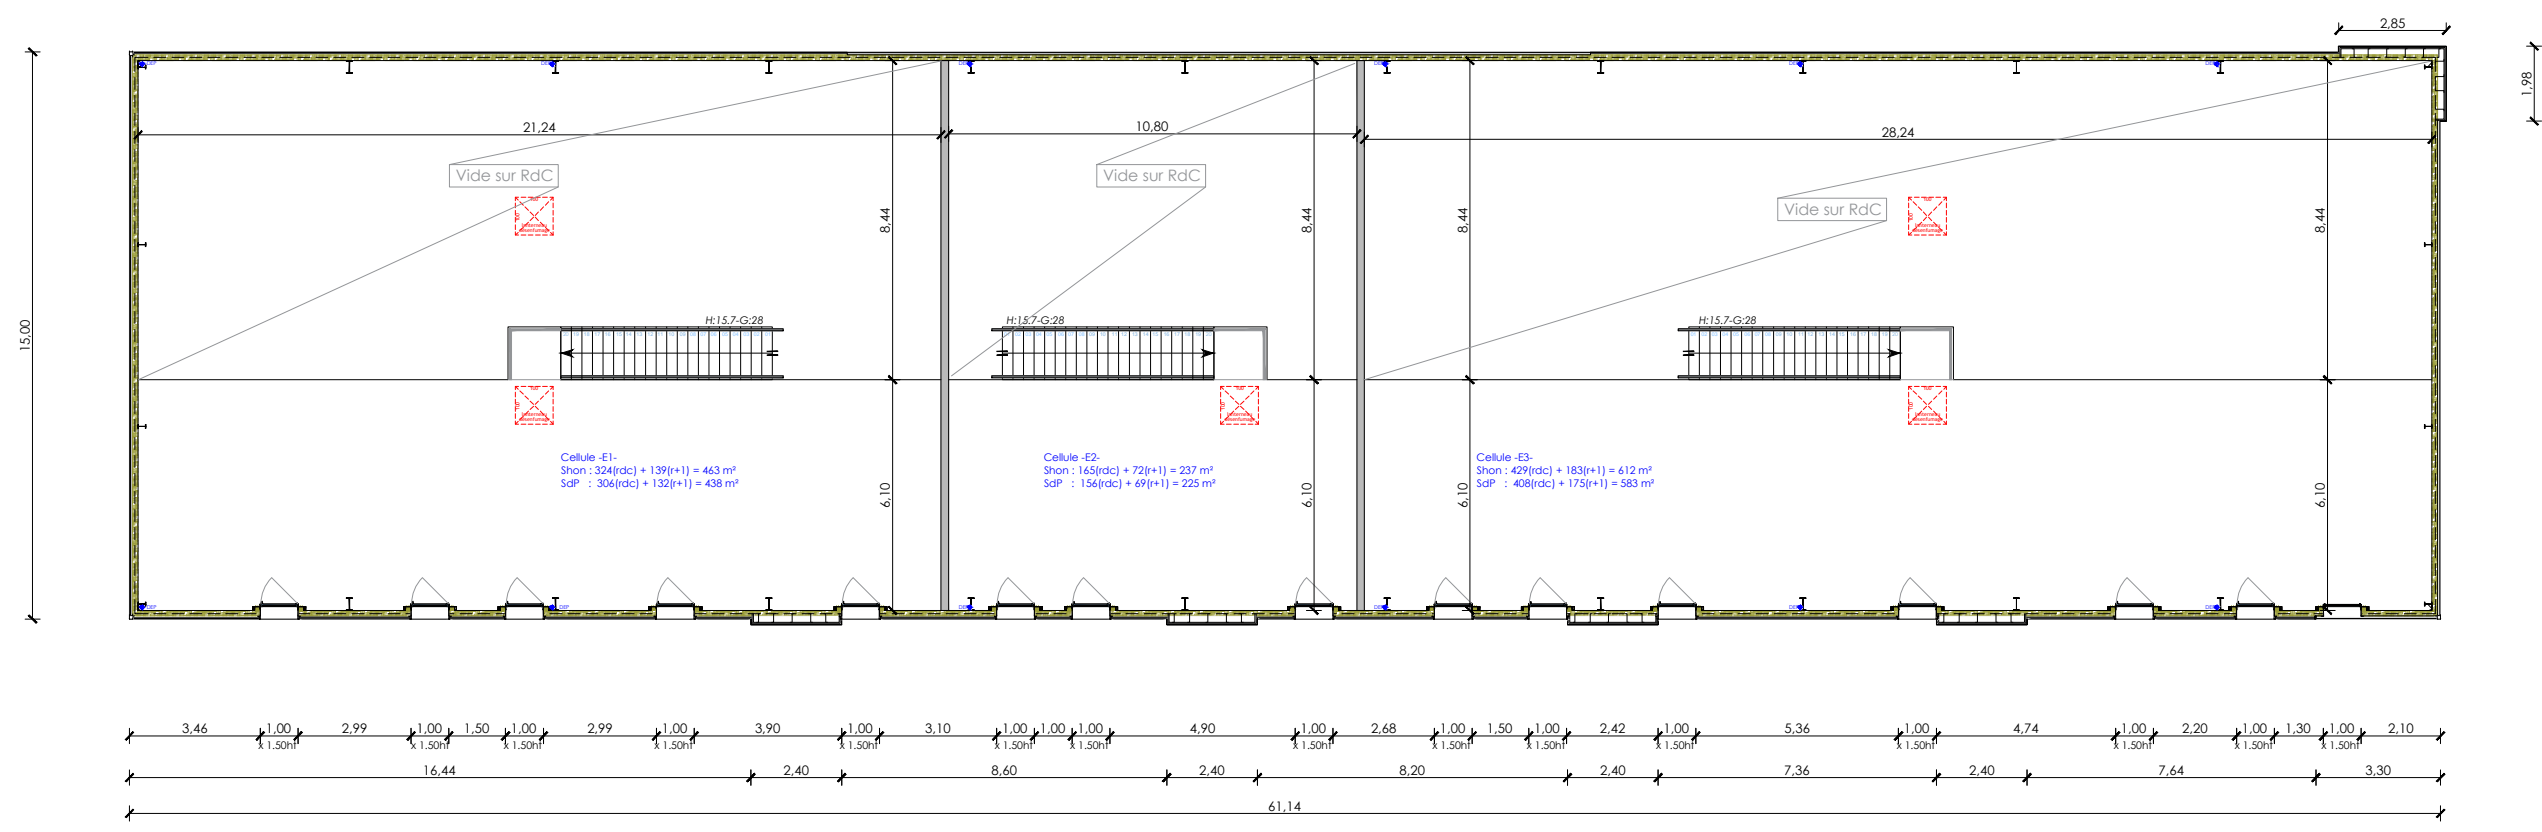 2,85
1,98
15,00
21,24
10,80
28,24
Vide sur RdC
Vide sur RdC
Vide sur RdC
8,44
8,44
8,44
8,44
H:15.7-G:28
H:15.7-G:28
H:15.7-G:28
Cellule -E1-
Shon : 324(rdc) + 139(r+1) = 463 m²
SdP : 306(rdc) + 132(r+1) = 438 m²
Cellule -E2-
Shon : 165(rdc) + 72(r+1) = 237 m²
SdP : 156(rdc) + 69(r+1) = 225 m²
Cellule -E3-
Shon : 429(rdc) + 183(r+1) = 612 m²
SdP : 408(rdc) + 175(r+1) = 583 m²
6,10
6,10
6,10
6,10
3,46 1,00 2,99 1,00 1,50 1,00 2,99 1,00 3,90 1,00 3,10 1,00 1,00 1,00 4,90 1,00 2,68 1,00 1,50 1,00 2,42 1,00 5,36 1,00 4,74 1,00 2,20 1,00 1,30 1,00 2,10
x 1.50ht x 1.50ht x 1.50ht x 1.50ht x 1.50ht x 1.50ht x 1.50ht x 1.50ht x 1.50ht x 1.50ht x 1.50ht x 1.50ht x 1.50ht x 1.50ht x 1.50ht
16,44 2,40 8,60 2,40 8,20 2,40 7,36 2,40 7,64 3,30
61,14